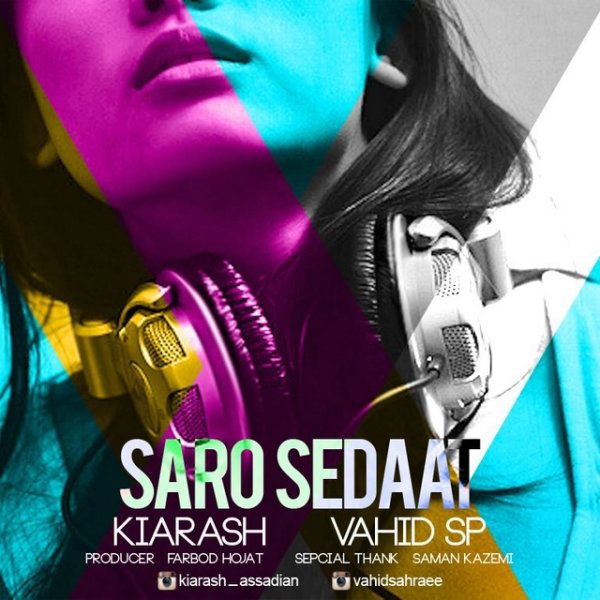 SARO SEDAAT
KIARASH VAHID SP
PRODUCER FARBOD HOJAT SEPCIAL THANK SAMAN KAZEMI
kiarash_assadian vahidsahraee